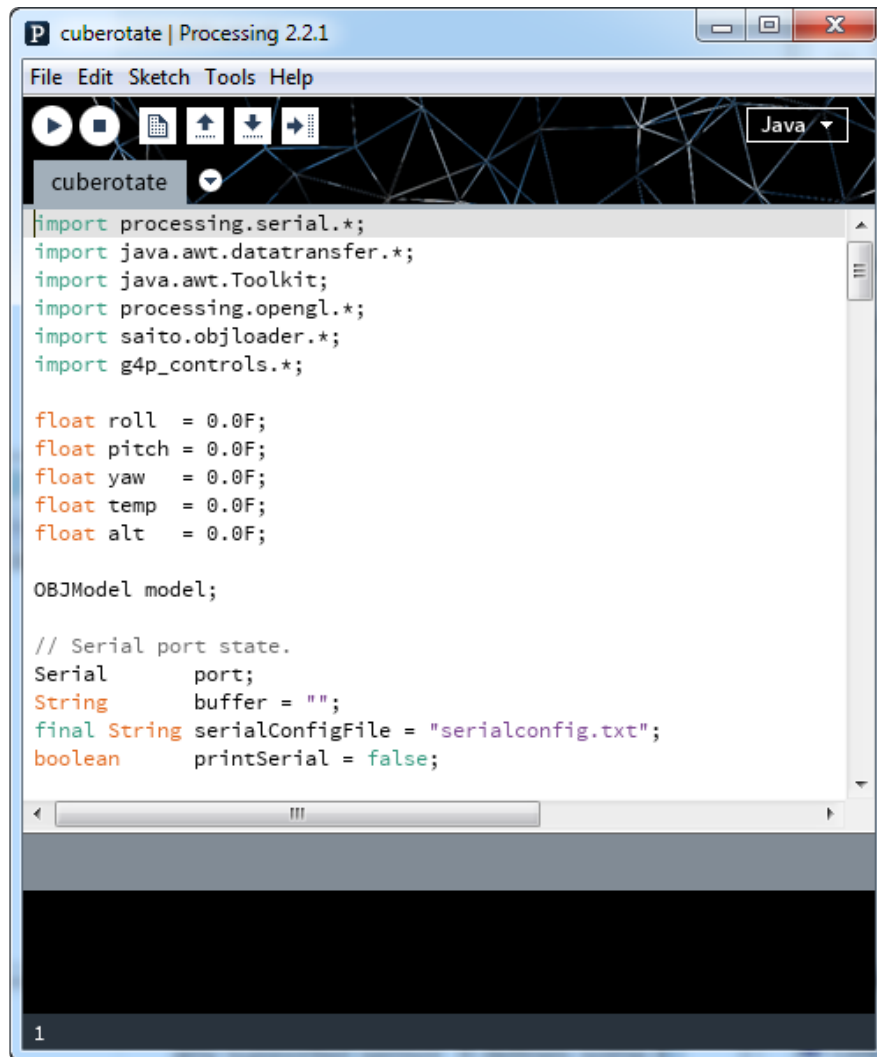 cuberotate | Processing 2.2.1
File Edit Sketch Tools Help
Java
cuberotate
import processing.serial.*;
import java.awt.datatransfer.*;
import java.awt.Toolkit;
import processing.opengl.*;
import saito.objloader.*;
import g4p_controls.*;

float roll  = 0.0F;
float pitch = 0.0F;
float yaw   = 0.0F;
float temp  = 0.0F;
float alt   = 0.0F;

OBJModel model;

// Serial port state.
Serial       port;
String       buffer = "";
final String serialConfigFile = "serialconfig.txt";
boolean      printSerial = false;
1